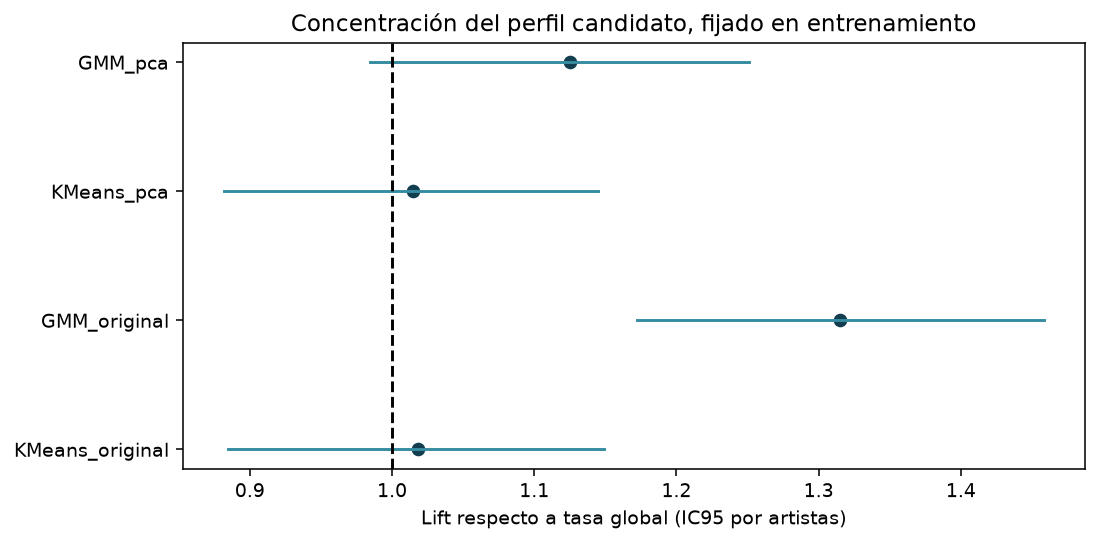 Concentración del perfil candidato, fijado en entrenamiento
GMM_pca
KMeans_pca
GMM_original
KMeans_original
0.9 1.0 1.1 1.2 1.3 1.4
Lift respecto a tasa global (IC95 por artistas)